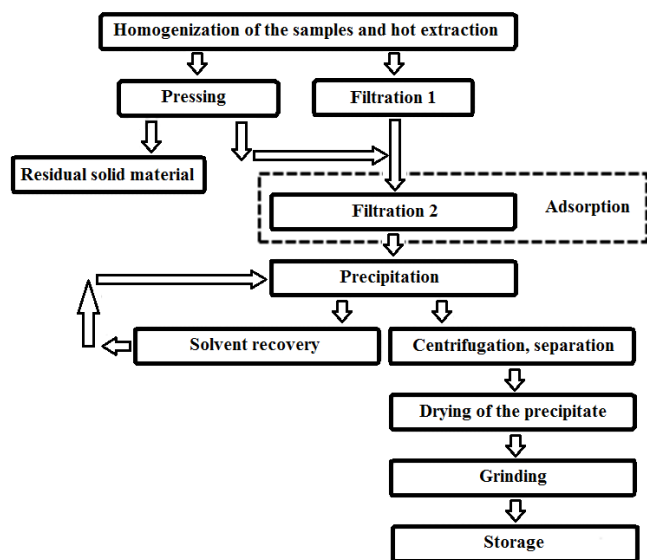 Homogenization of the samples and hot extraction
Pressing
Filtration 1
Residual solid material
Filtration 2
Adsorption
Precipitation
Solvent recovery
Centrifugation, separation
Drying of the precipitate
Grinding
Storage